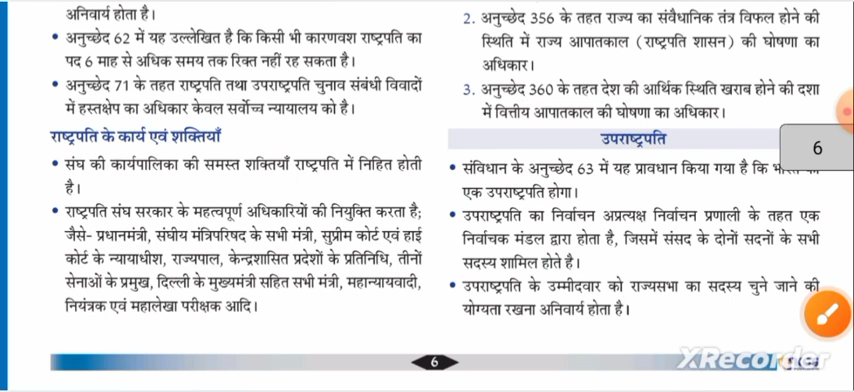 अनिवार्य होता है।
• अनुच्छेद 62 में यह उल्लेखित है कि किसी भी कारणवश राष्ट्रपति का
पद 6 माह से अधिक समय तक रिक्त नहीं रह सकता है।
• अनुच्छेद 71 के तहत राष्ट्रपति तथा उपराष्ट्रपति चुनाव संबंधी विवादों
में हस्तक्षेप का अधिकार केवल सर्वोच्च न्यायालय को है।
राष्ट्रपति के कार्य एवं शक्तियाँ
• संघ की कार्यपालिका की समस्त शक्तियाँ राष्ट्रपति में निहित होती
है।
• राष्ट्रपति संघ सरकार के महत्वपूर्ण अधिकारियों की नियुक्ति करता है;
जैसे- प्रधानमंत्री, संघीय मंत्रिपरिषद के सभी मंत्री, सुप्रीम कोर्ट एवं हाई
कोर्ट के न्यायाधीश, राज्यपाल, केन्द्रशासित प्रदेशों के प्रतिनिधि, तीनों
सेनाओं के प्रमुख, दिल्ली के मुख्यमंत्री सहित सभी मंत्री, महान्यायवादी,
नियंत्रक एवं महालेखा परीक्षक आदि।
2. अनुच्छेद 356 के तहत राज्य का संवैधानिक तंत्र विफल होने की
स्थिति में राज्य आपातकाल (राष्ट्रपति शासन) की घोषणा का
अधिकार।
3. अनुच्छेद 360 के तहत देश की आर्थिक स्थिति खराब होने की दशा
में वित्तीय आपातकाल की घोषणा का अधिकार।
उपराष्ट्रपति
6
• संविधान के अनुच्छेद 63 में यह प्रावधान किया गया है कि
एक उपराष्ट्रपति होगा।
• उपराष्ट्रपति का निर्वाचन अप्रत्यक्ष निर्वाचन प्रणाली के तहत एक
निर्वाचक मंडल द्वारा होता है, जिसमें संसद के दोनों सदनों के सभी
सदस्य शामिल होते है।
• उपराष्ट्रपति के उम्मीदवार को राज्यसभा का सदस्य चुने जाने की
योग्यता रखना अनिवार्य होता है।
6
XRecorder